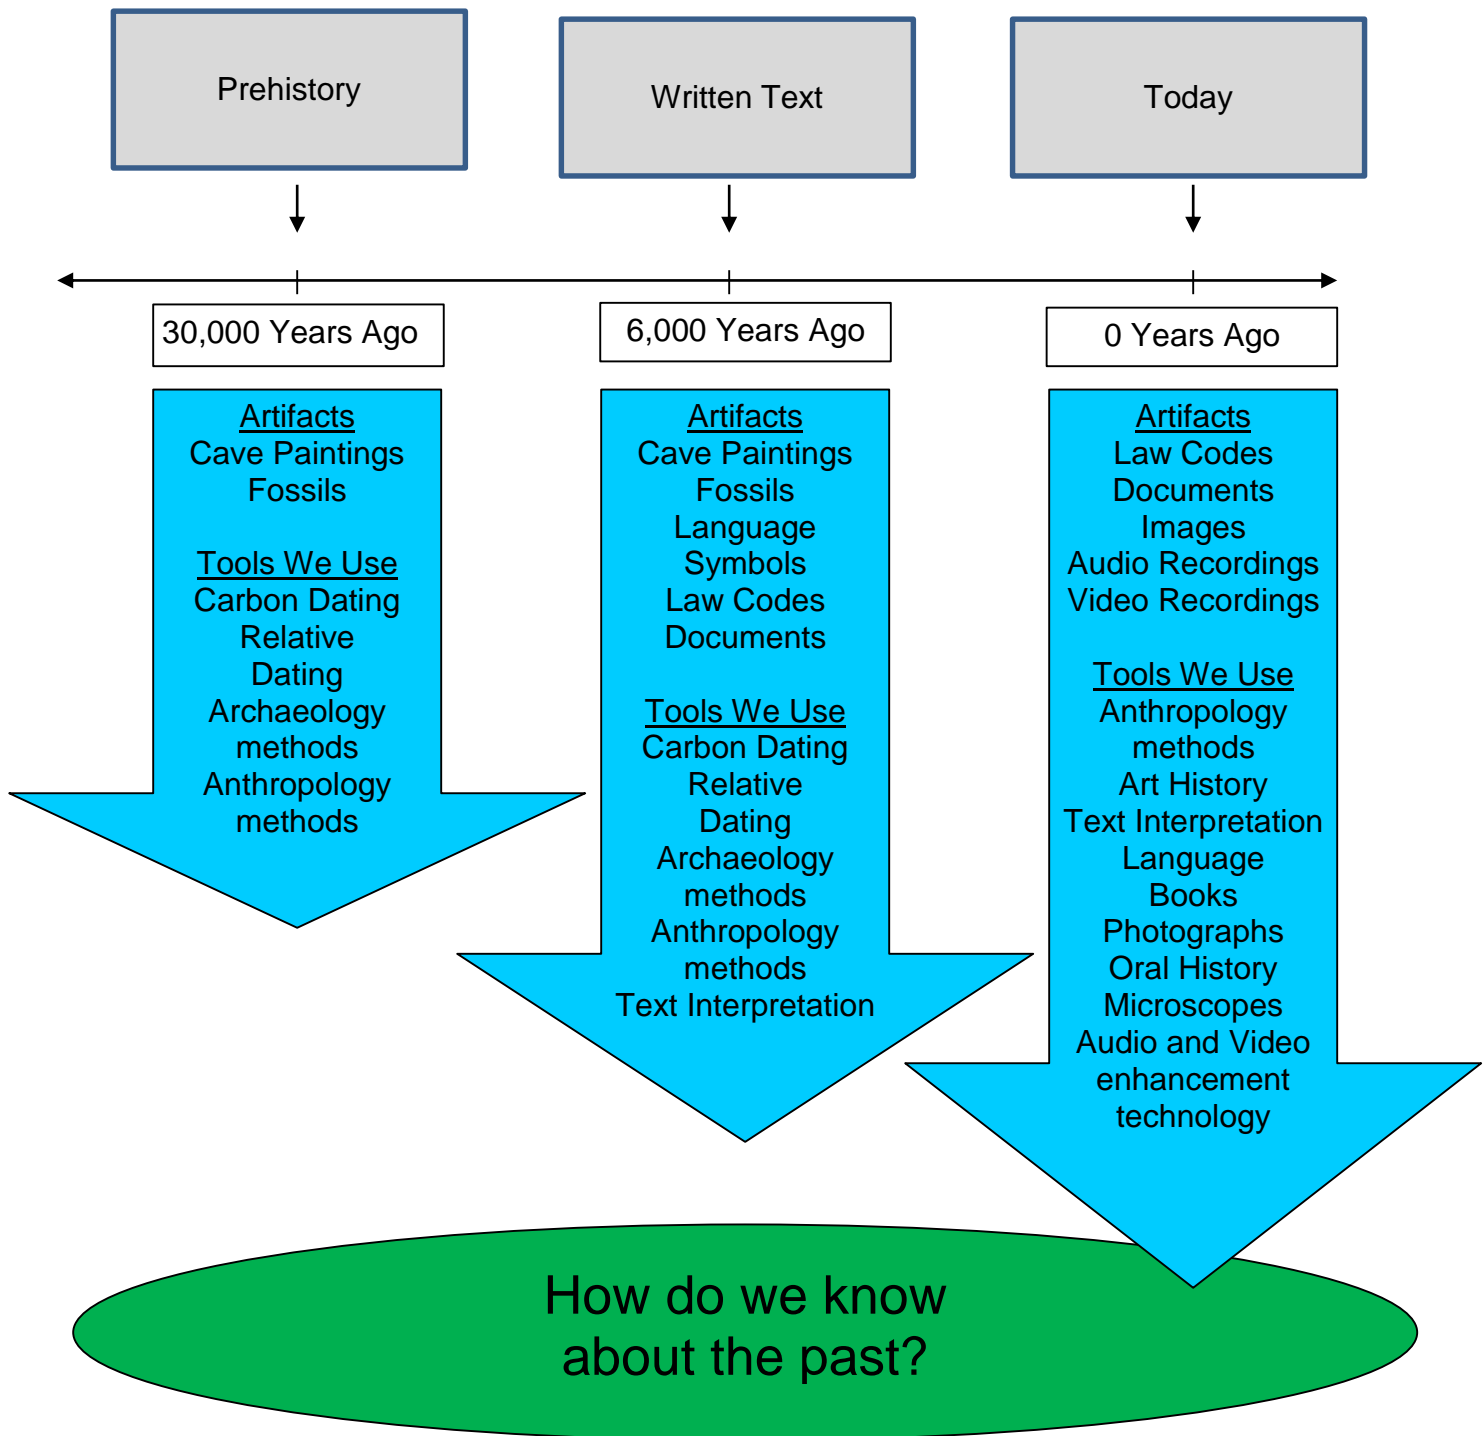 Prehistory
Written Text
Today
30,000 Years Ago
6,000 Years Ago
0 Years Ago
Artifacts
Cave Paintings
Fossils
Tools We Use
Carbon Dating
Relative
Dating
Archaeology
methods
Anthropology
methods
Artifacts
Cave Paintings
Fossils
Language
Symbols
Law Codes
Documents
Tools We Use
Carbon Dating
Relative
Dating
Archaeology
methods
Anthropology
methods
Text Interpretation
Artifacts
Law Codes
Documents
Images
Audio Recordings
Video Recordings
Tools We Use
Anthropology
methods
Art History
Text Interpretation
Language
Books
Photographs
Oral History
Microscopes
Audio and Video
enhancement
technology
How do we know
about the past?